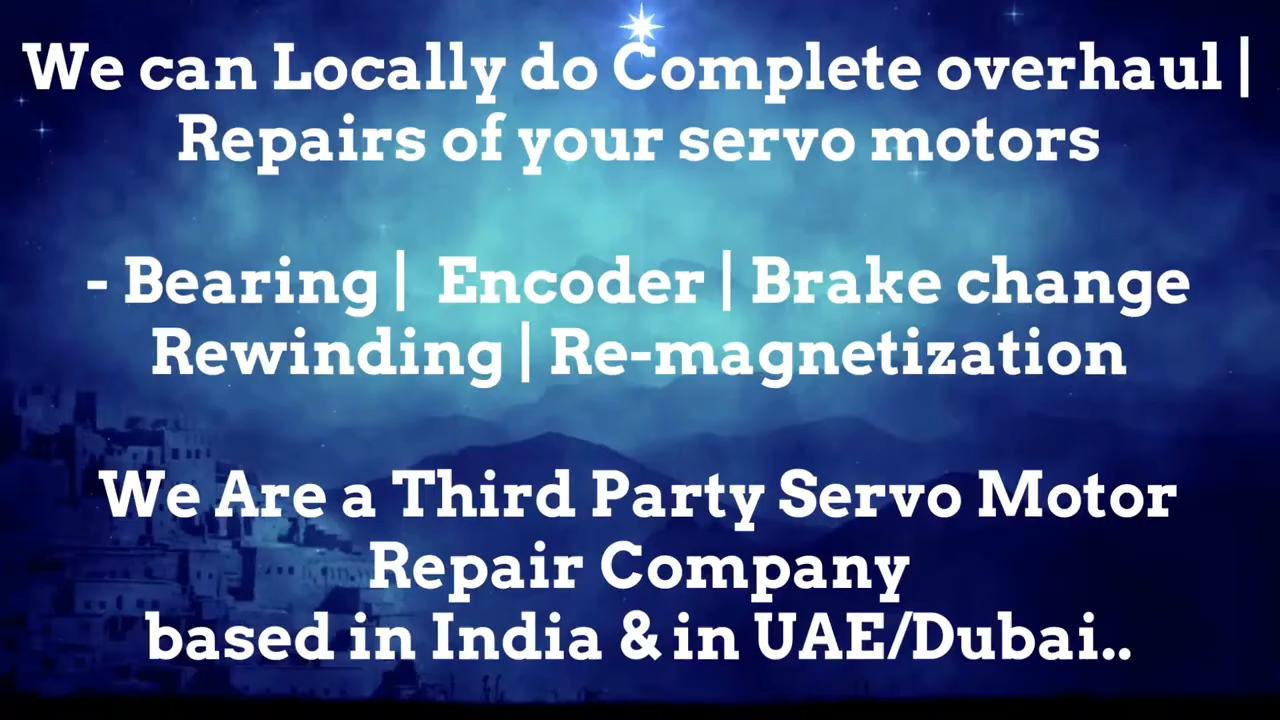 We can Locally do Complete overhaul |
Repairs of your servo motors
- Bearing | Encoder | Brake change
Rewinding | Re-magnetization
We Are a Third Party Servo Motor
Repair Company
based in India & in UAE/Dubai..